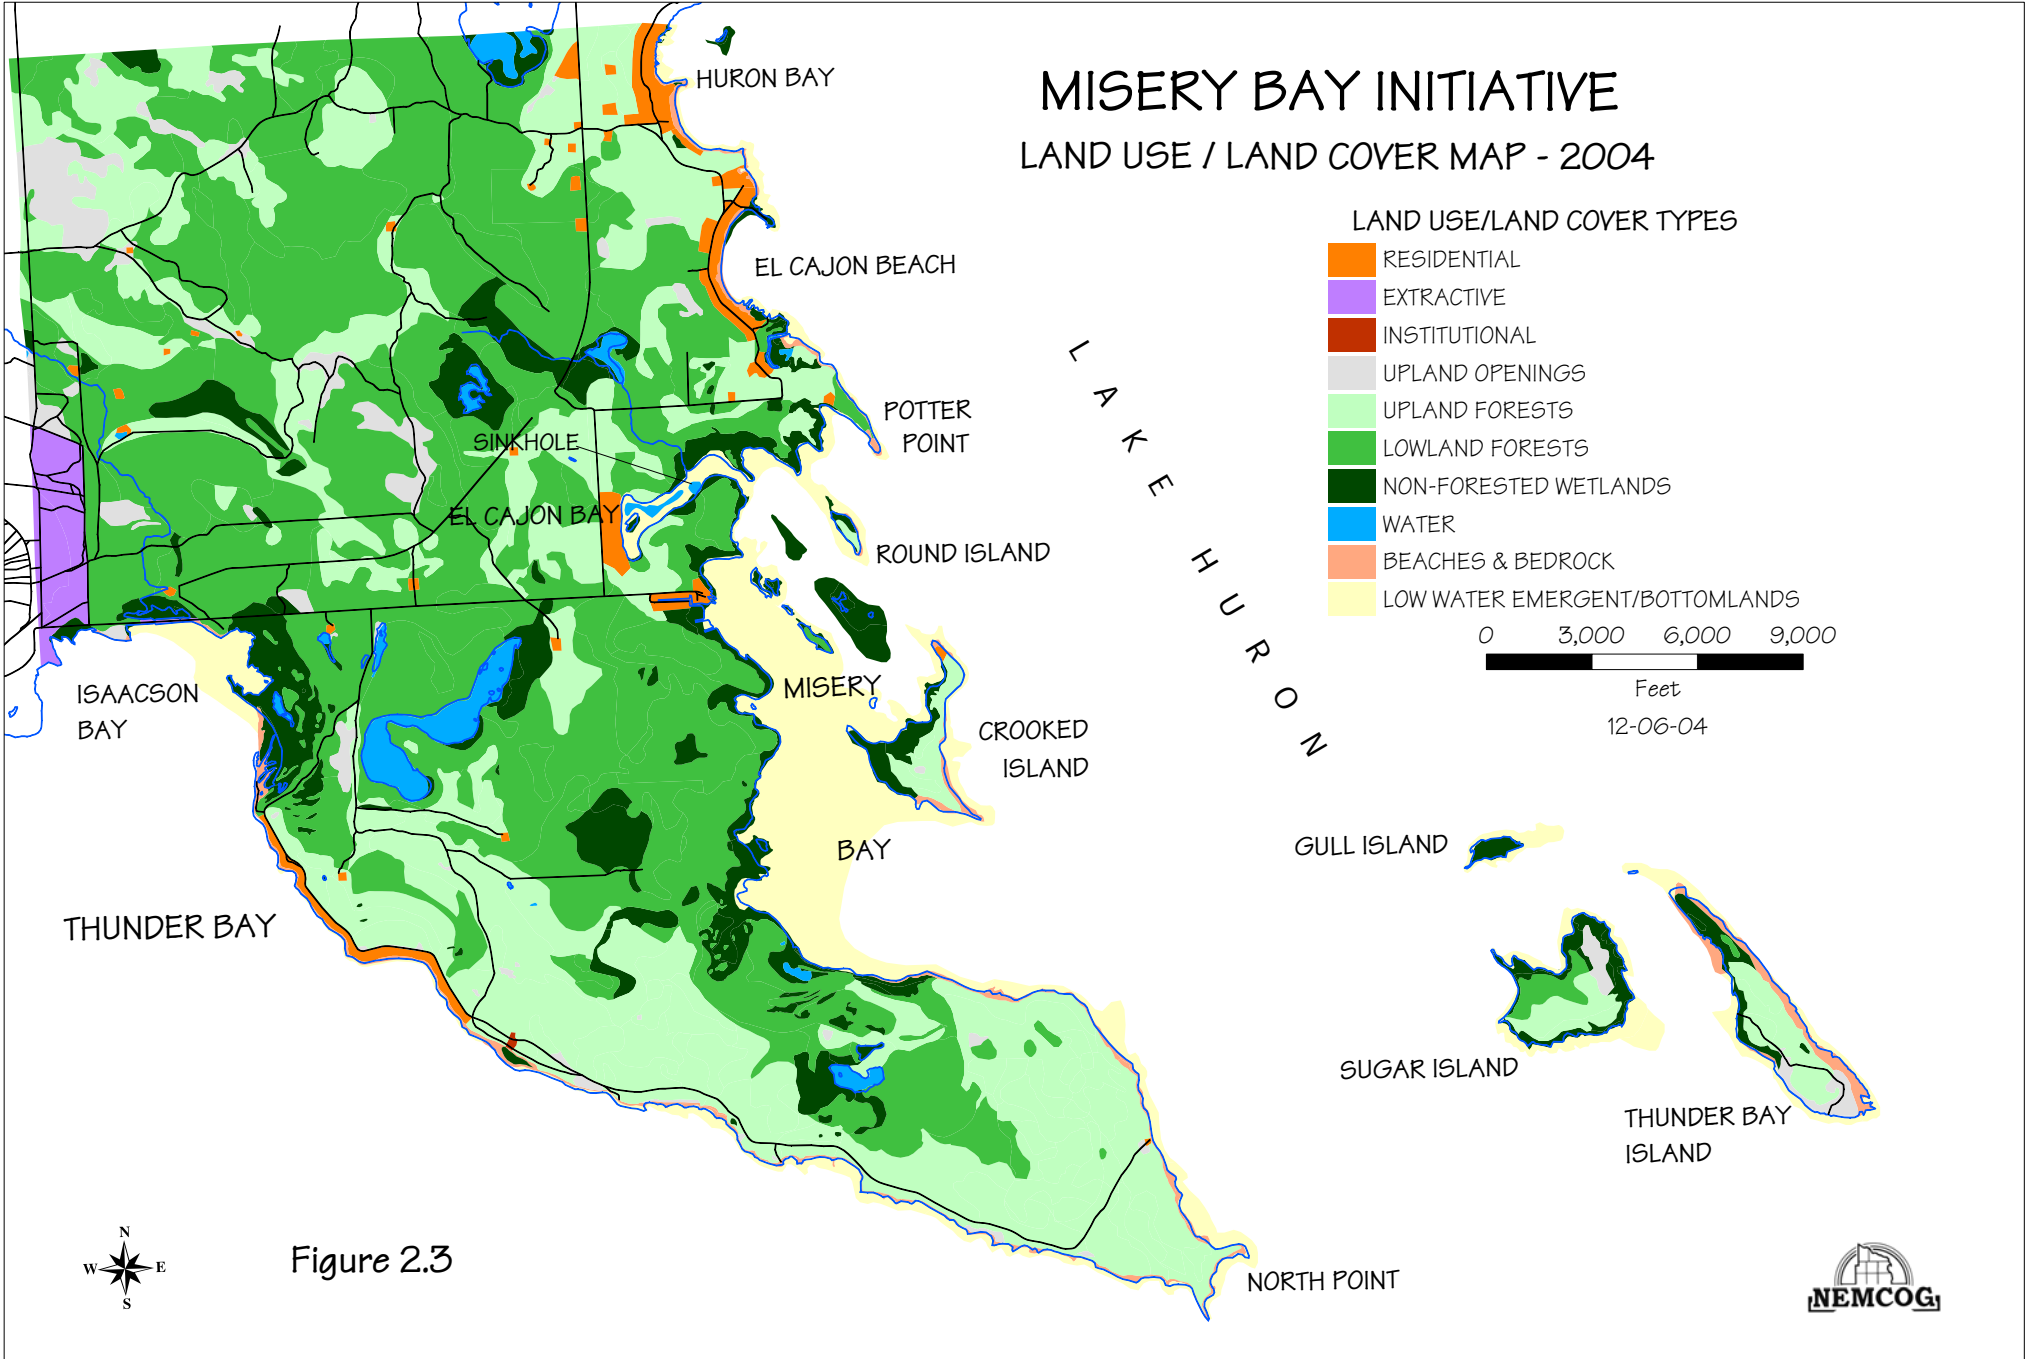 MISERY BAY INITIATIVE
LAND USE / LAND COVER MAP - 2004
LAND USE/LAND COVER TYPES
RESIDENTIAL
EXTRACTIVE
INSTITUTIONAL
UPLAND OPENINGS
UPLAND FORESTS
LOWLAND FORESTS
NON-FORESTED WETLANDS
WATER
BEACHES & BEDROCK
LOW WATER EMERGENT/BOTTOMLANDS
0 3,000 6,000 9,000
Feet
12-06-04
HURON BAY
EL CAJON BEACH
POTTER
POINT
SINKHOLE
EL CAJON BAY
ROUND ISLAND
LAKE HURON
MISERY
BAY
CROOKED
ISLAND
ISAACSON
BAY
THUNDER BAY
GULL ISLAND
SUGAR ISLAND
THUNDER BAY
ISLAND
NORTH POINT
N
W E
S
Figure 2.3
NEMCOG